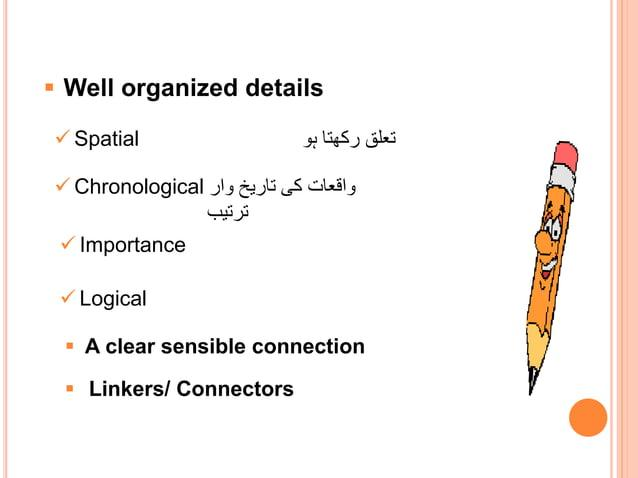 Well organized details
Spatial تعلق رکھتا ہو
Chronological واقعات کی تاریخ وار
ترتیب
Importance
Logical
A clear sensible connection
Linkers/ Connectors